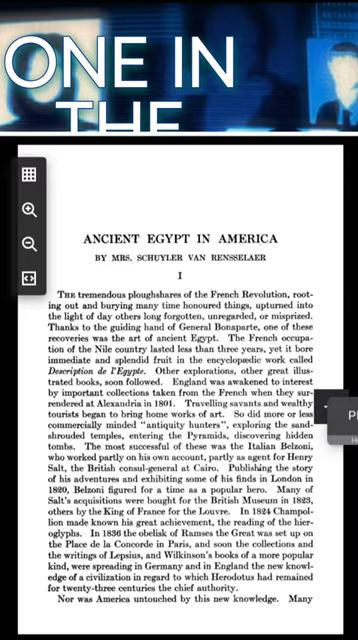 ONE IN
THE
ANCIENT EGYPT IN AMERICA
BY MRS. SCHUYLER VAN RENSSELAER
I
The tremendous ploughshares of the French Revolution, root-
ing out and burying many time honoured things, upturned into
the light of day others long forgotten, unregarded, or misprized.
Thanks to the guiding hand of General Bonaparte, one of these
recoveries was the art of ancient Egypt. The French occupa-
tion of the Nile country lasted less than three years, yet it bore
immediate and splendid fruit in the encyclopædic work called
Description de l'Egypte. Other explorations, other great illus-
trated books, soon followed. England was awakened to interest
by important collections taken from the French when they sur-
rendered at Alexandria in 1801. Travelling savants and wealthy
tourists began to bring home works of art. So did more or less
commercially minded "antiquity hunters", exploring the sand-
shrouded temples, entering the Pyramids, discovering hidden
tombs. The most successful of these was the Italian Belzoni,
who worked partly on his own account, partly as agent for Henry
Salt, the British consul-general at Cairo. Publishing the story
of his adventures and exhibiting some of his finds in London in
1820, Belzoni figured for a time as a popular hero. Many of
Salt's acquisitions were bought for the British Museum in 1823,
others by the King of France for the Louvre. In 1824 Champol-
lion made known his great achievement, the reading of the hier-
oglyphs. In 1836 the obelisk of Ramses the Great was set up on
the Place de la Concorde in Paris, and soon the collections and
the writings of Lepsius, and Wilkinson's books of a more popular
kind, were spreading in Germany and in England the new knowl-
edge of a civilization in regard to which Herodotus had remained
for twenty-three centuries the chief authority.
Nor was America untouched by this new knowledge. Many